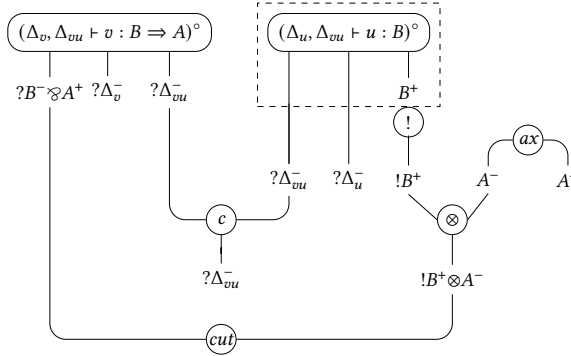 (Δ_v, Δ_vu ⊢ v : B ⇒ A)° (Δ_u, Δ_vu ⊢ u : B)°
?B⁻⅋A⁺ ?Δ_v⁻ ?Δ_vu⁻ B⁺
!
ax
?Δ_vu⁻ ?Δ_u⁻ !B⁺ A⁻ A
c ⊗
?Δ_vu⁻ !B⁺⊗A⁻
cut